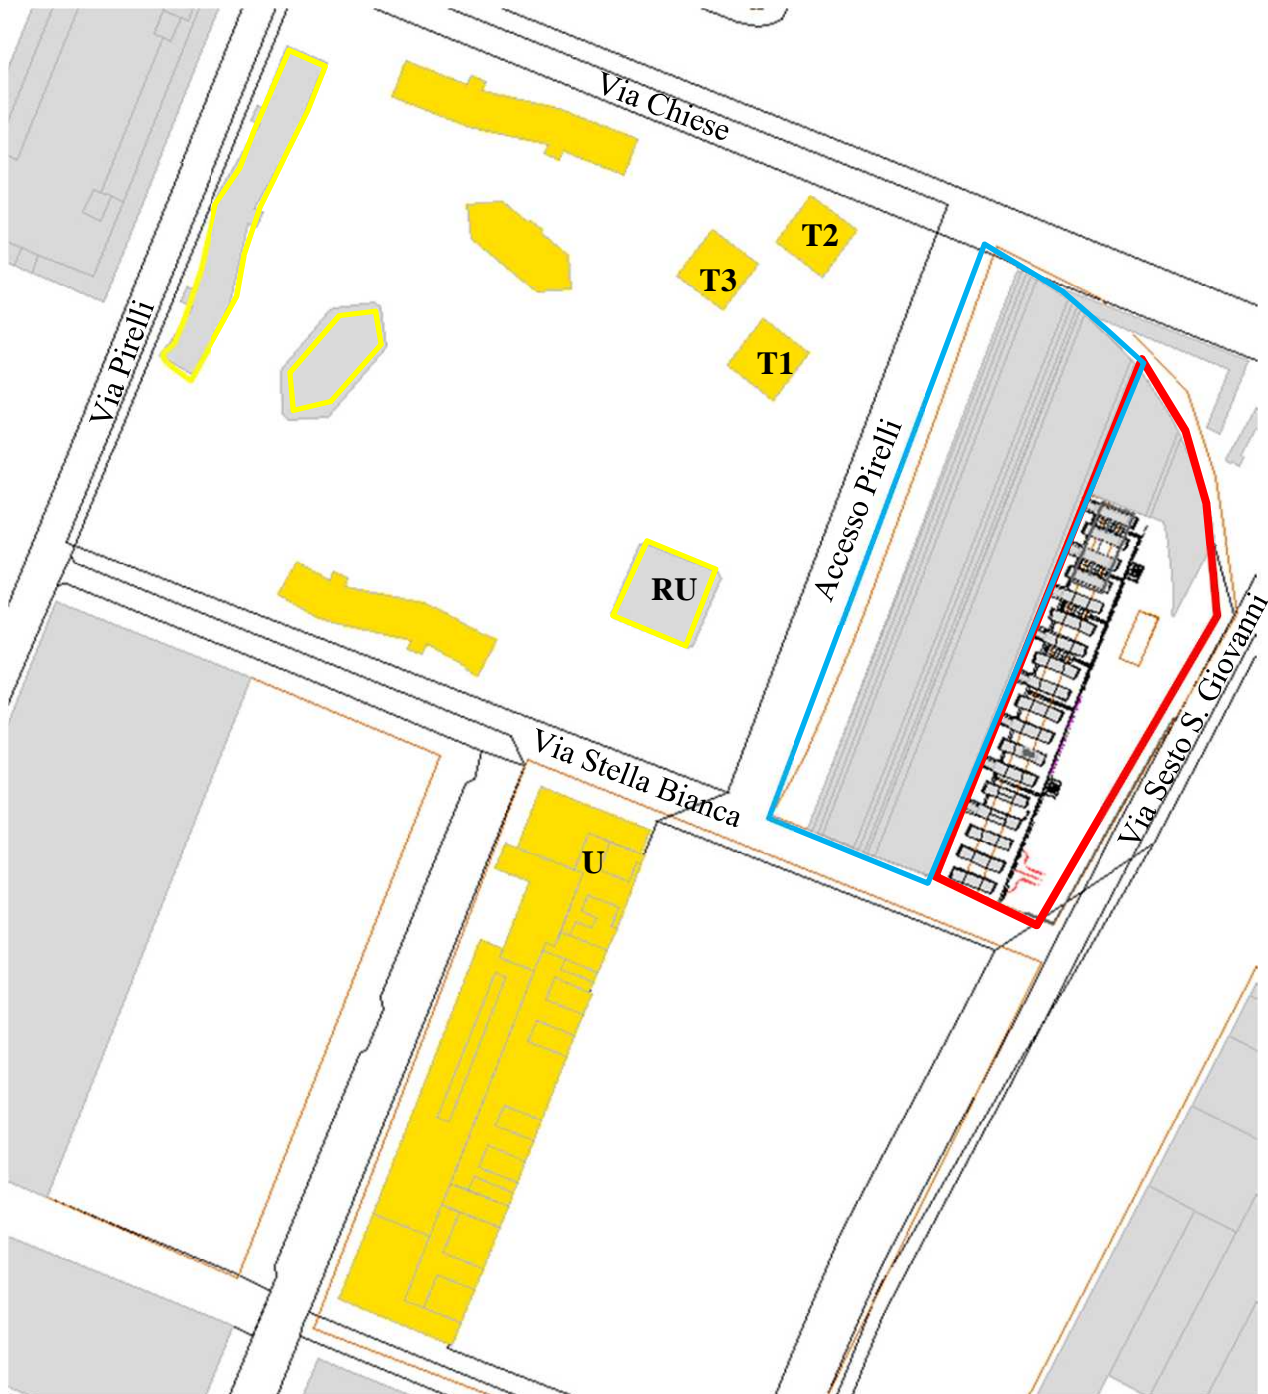 Via Chiese
T2
T3
T1
Via Pirelli
Accesso Pirelli
RU
Via Sesto S. Giovanni
Via Stella Bianca
U